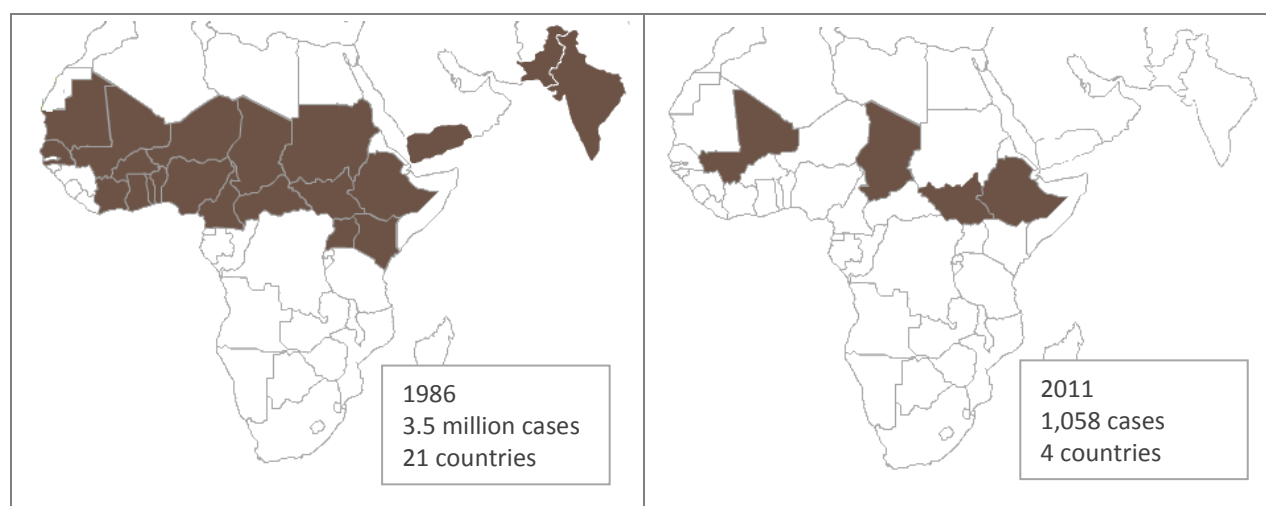 1986
3.5 million cases
21 countries
2011
1,058 cases
4 countries